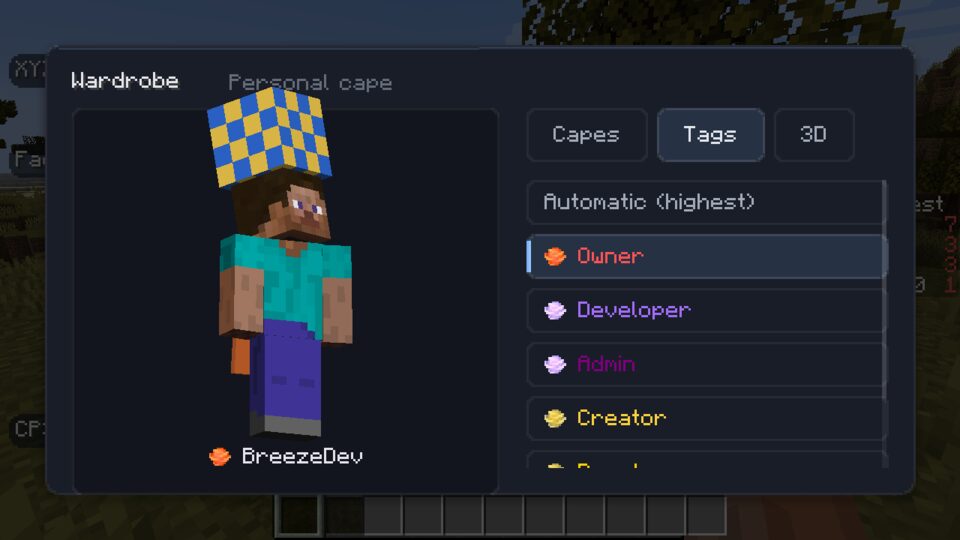 Wardrobe
Personal cape
Capes
Tags
3D
Automatic (highest)
Owner
Developer
Admin
Creator
BreezeDev